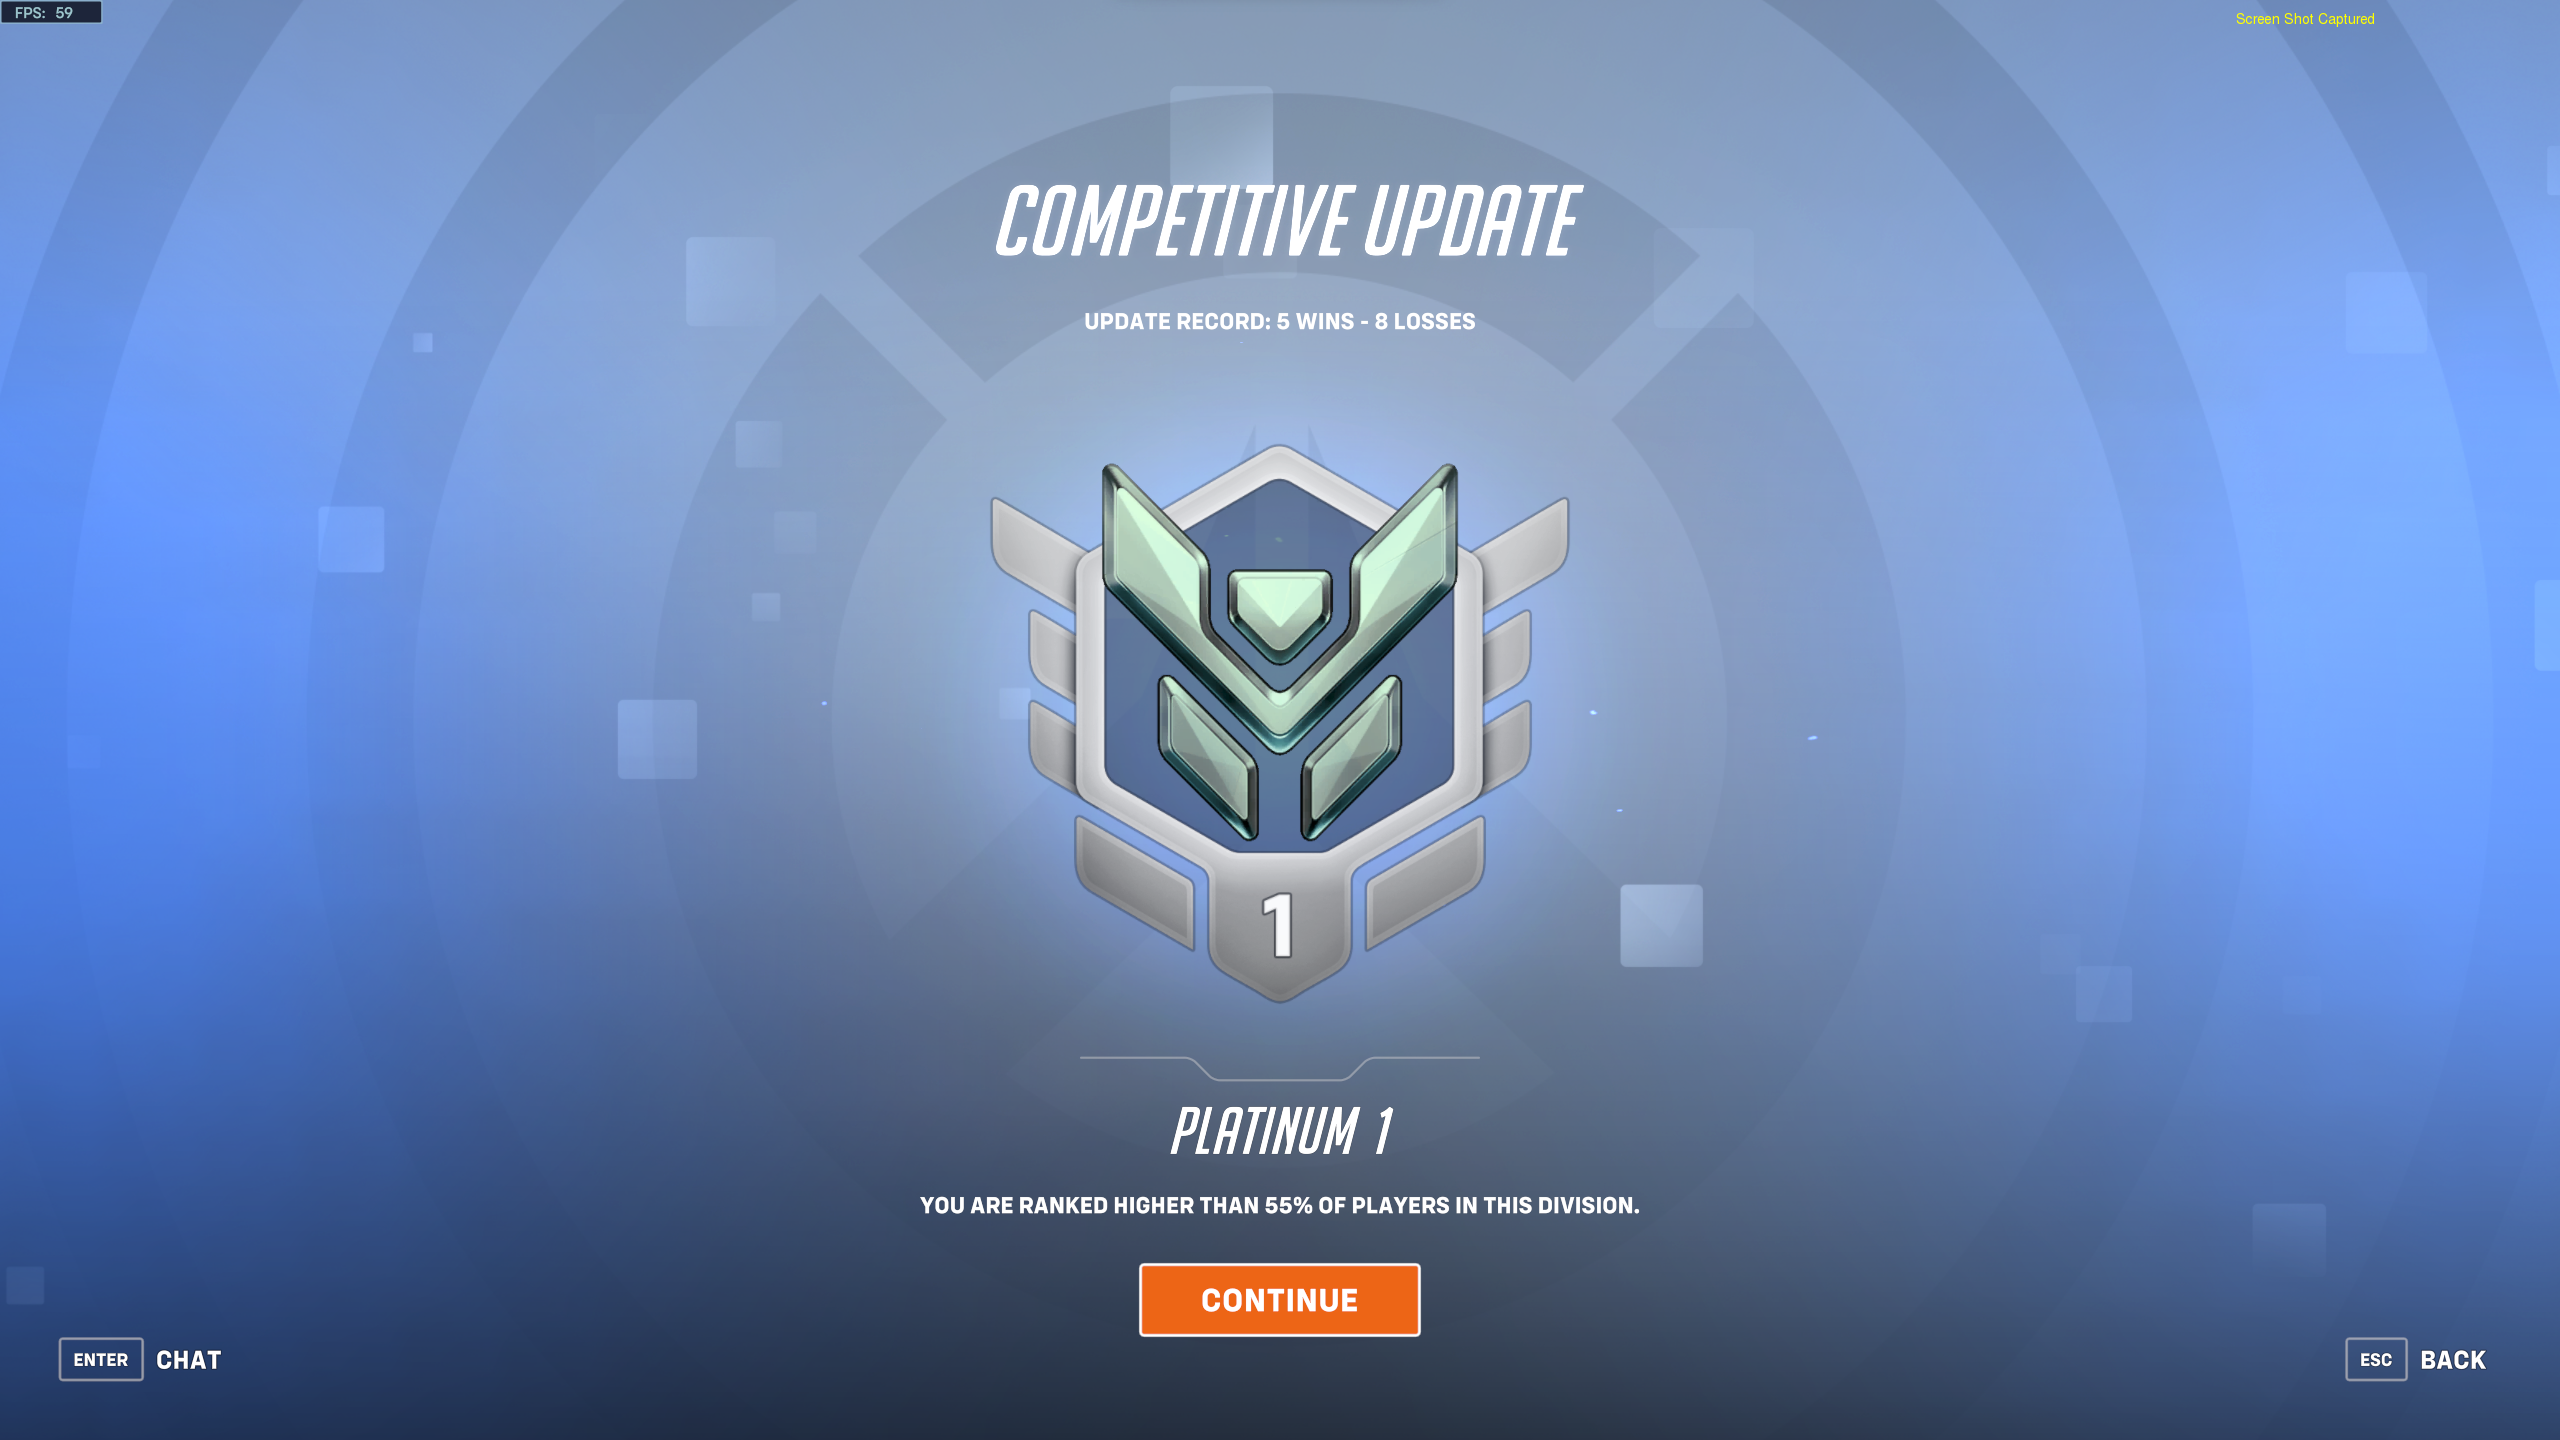 FPS: 59
Screen Shot Captured
COMPETITIVE UPDATE
UPDATE RECORD: 5 WINS - 8 LOSSES
1
PLATINUM 1
YOU ARE RANKED HIGHER THAN 55% OF PLAYERS IN THIS DIVISION.
CONTINUE
ENTER CHAT
ESC BACK